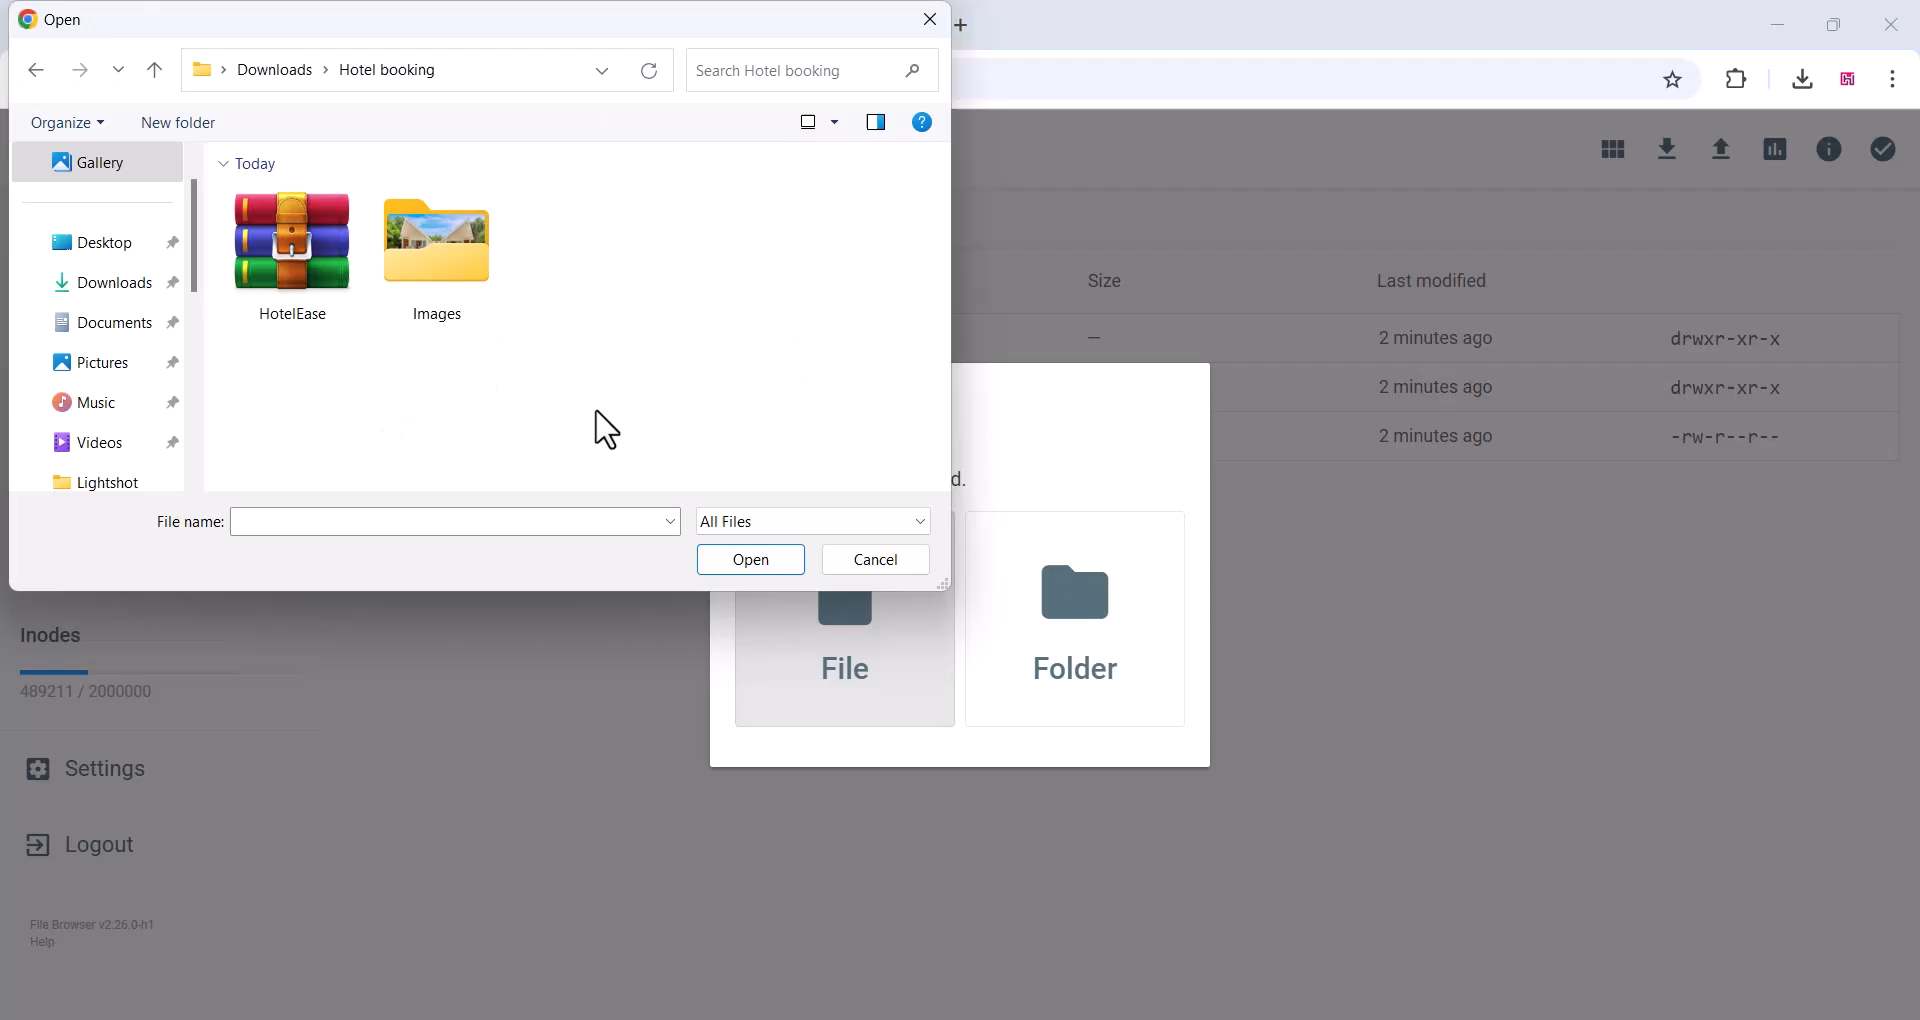 Open
Downloads > Hotel booking
Search Hotel booking
Organize
New folder
Gallery
Today
Desktop
Downloads
Documents
Pictures
Music
Videos
Lightshot
HotelEase
Images
File name:
All Files
Open
Cancel
Size
Last modified
—
2 minutes ago
drwxr-xr-x
2 minutes ago
drwxr-xr-x
2 minutes ago
-rw-r--r--
d.
File
Folder
Inodes
489211 / 2000000
Settings
Logout
File Browser v2.26.0-h1
Help